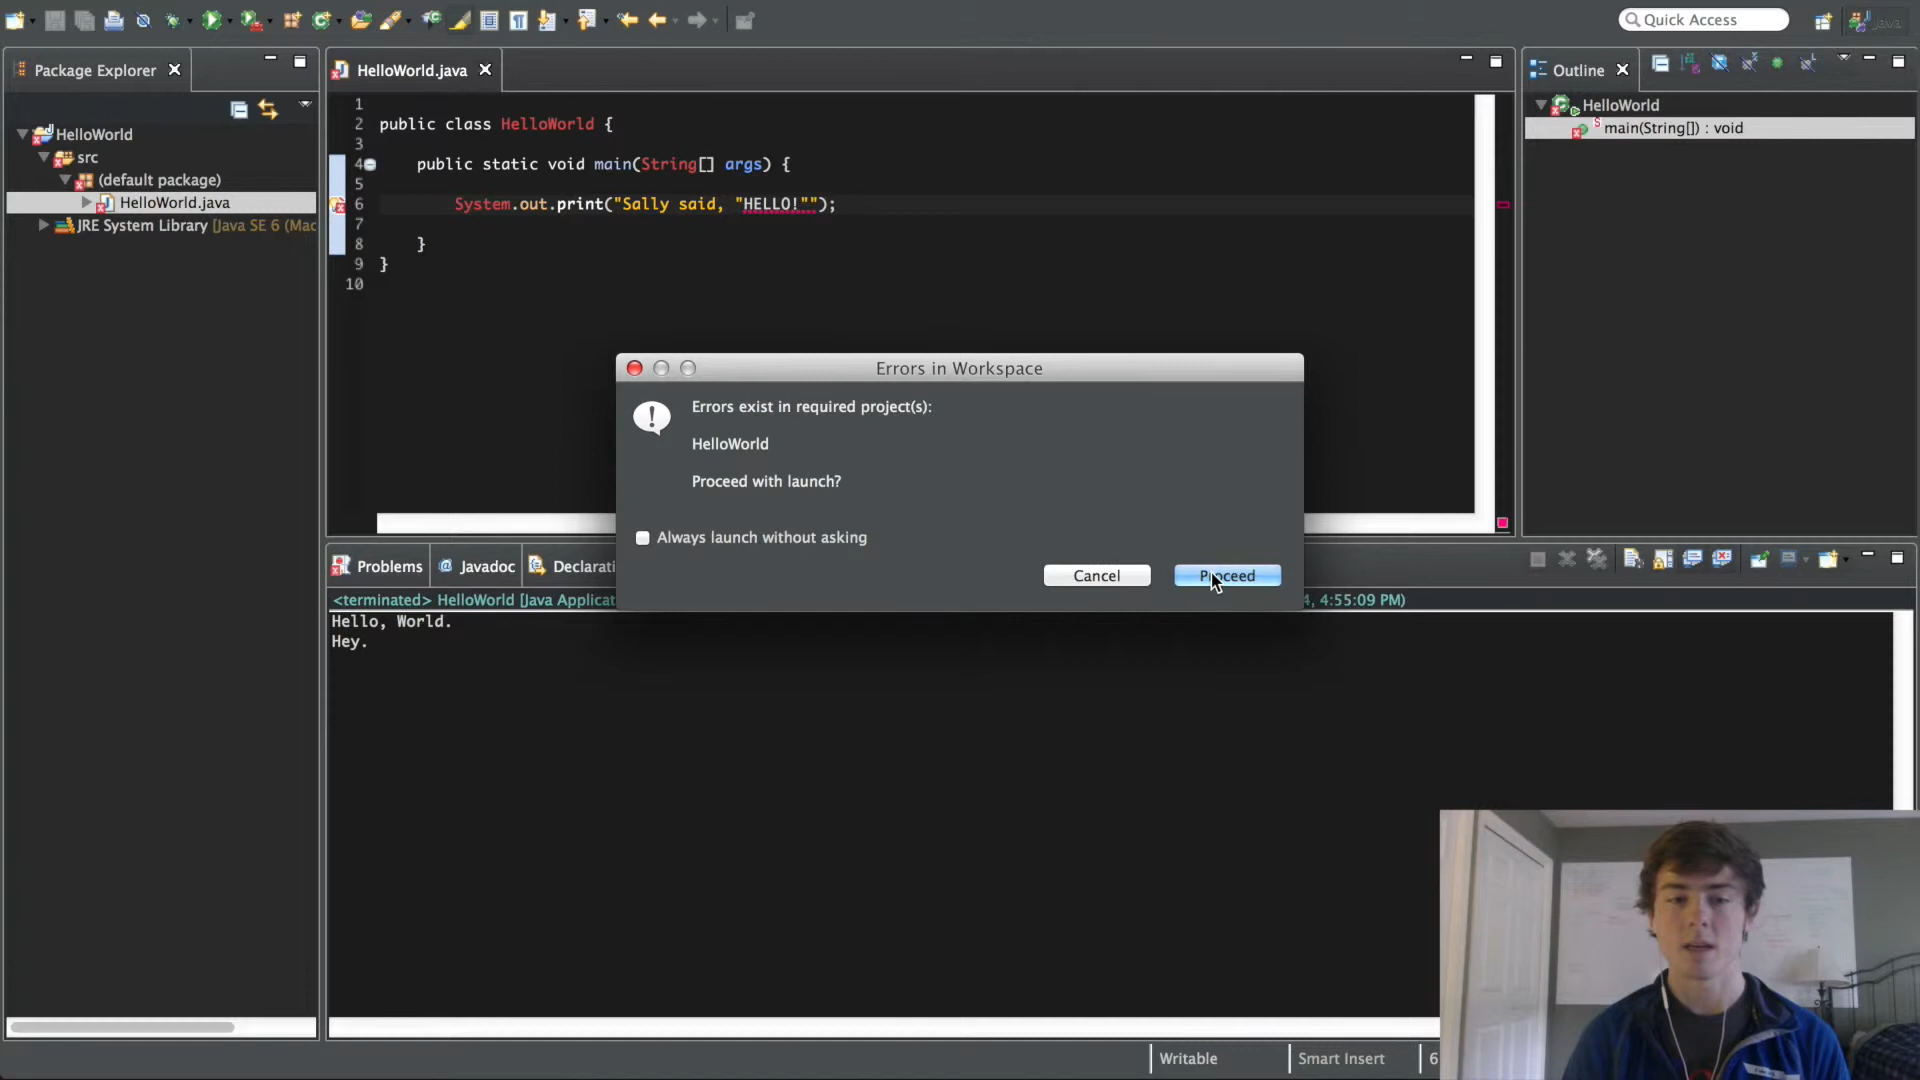 Quick Access
Java
Package Explorer
HelloWorld.java
Outline
HelloWorld
src
(default package)
HelloWorld.java
JRE System Library [Java SE 6 (Mac
1
2 public class HelloWorld {
3
4 public static void main(String[] args) {
5
6 System.out.print("Sally said, "HELLO!"");
7
8 }
9 }
10
HelloWorld
main(String[]) : void
Errors in Workspace
Errors exist in required project(s):
HelloWorld
Proceed with launch?
Always launch without asking
Cancel
Proceed
Problems
@ Javadoc
Declarati
<terminated> HelloWorld [Java Applicat
4, 4:55:09 PM)
Hello, World.
Hey.
Writable
Smart Insert
6